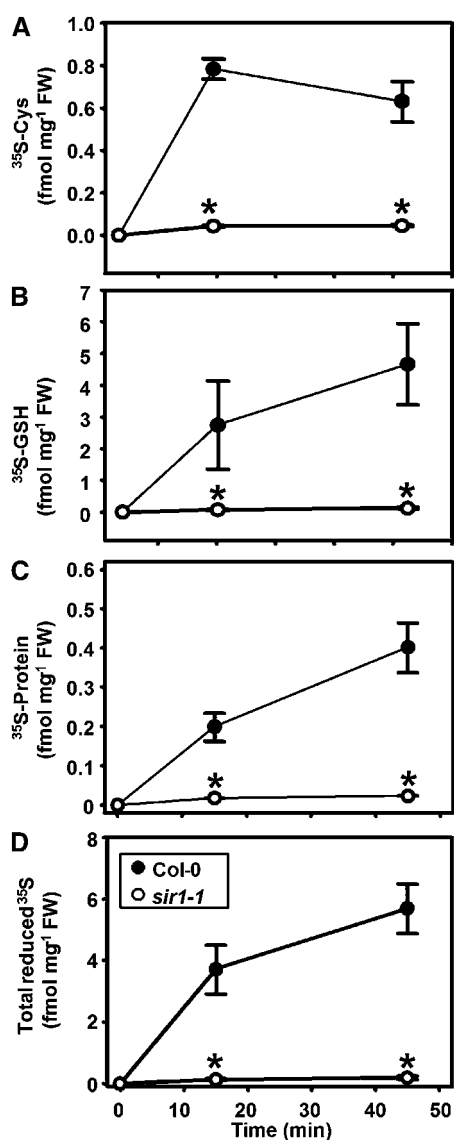 A
³⁵S-Cys
(fmol mg⁻¹ FW)
1.0
0.8
0.6
0.4
0.2
0.0
*
*
B
³⁵S-GSH
(fmol mg⁻¹ FW)
7
6
5
4
3
2
1
0
*
*
C
³⁵S-Protein
(fmol mg⁻¹ FW)
0.6
0.5
0.4
0.3
0.2
0.1
0
*
*
D
Total reduced ³⁵S
(fmol mg⁻¹ FW)
8
6
4
2
0
Col-0
sir1-1
*
*
0 10 20 30 40 50
Time (min)